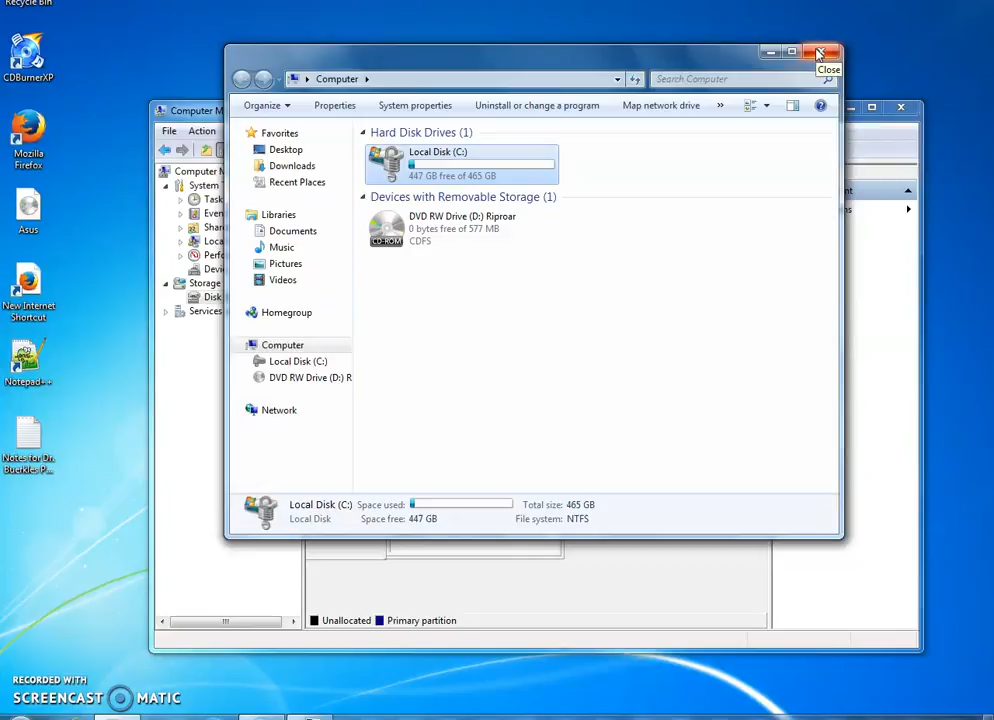 Recycle Bin
CDBurnerXP
Mozilla
Firefox
Asus
New Internet
Shortcut
Notepad++
Notes for Dr.
Buerkles P...
Close
Computer
Search Computer
Organize
Properties
System properties
Uninstall or change a program
Map network drive
»
Favorites
Desktop
Downloads
Recent Places
Libraries
Documents
Music
Pictures
Videos
Homegroup
Computer
Local Disk (C:)
DVD RW Drive (D:) R
Network
Hard Disk Drives (1)
Local Disk (C:)
447 GB free of 465 GB
Devices with Removable Storage (1)
CD-ROM
DVD RW Drive (D:) Riproar
0 bytes free of 577 MB
CDFS
Local Disk (C:) Space used: Total size: 465 GB
Local Disk Space free: 447 GB File system: NTFS
Computer M
File Action
Computer M
System
Task
Even
Shar
Loca
Perfo
Devi
Storage
Disk
Services
nt
s
Unallocated Primary partition
RECORDED WITH
SCREENCAST MATIC